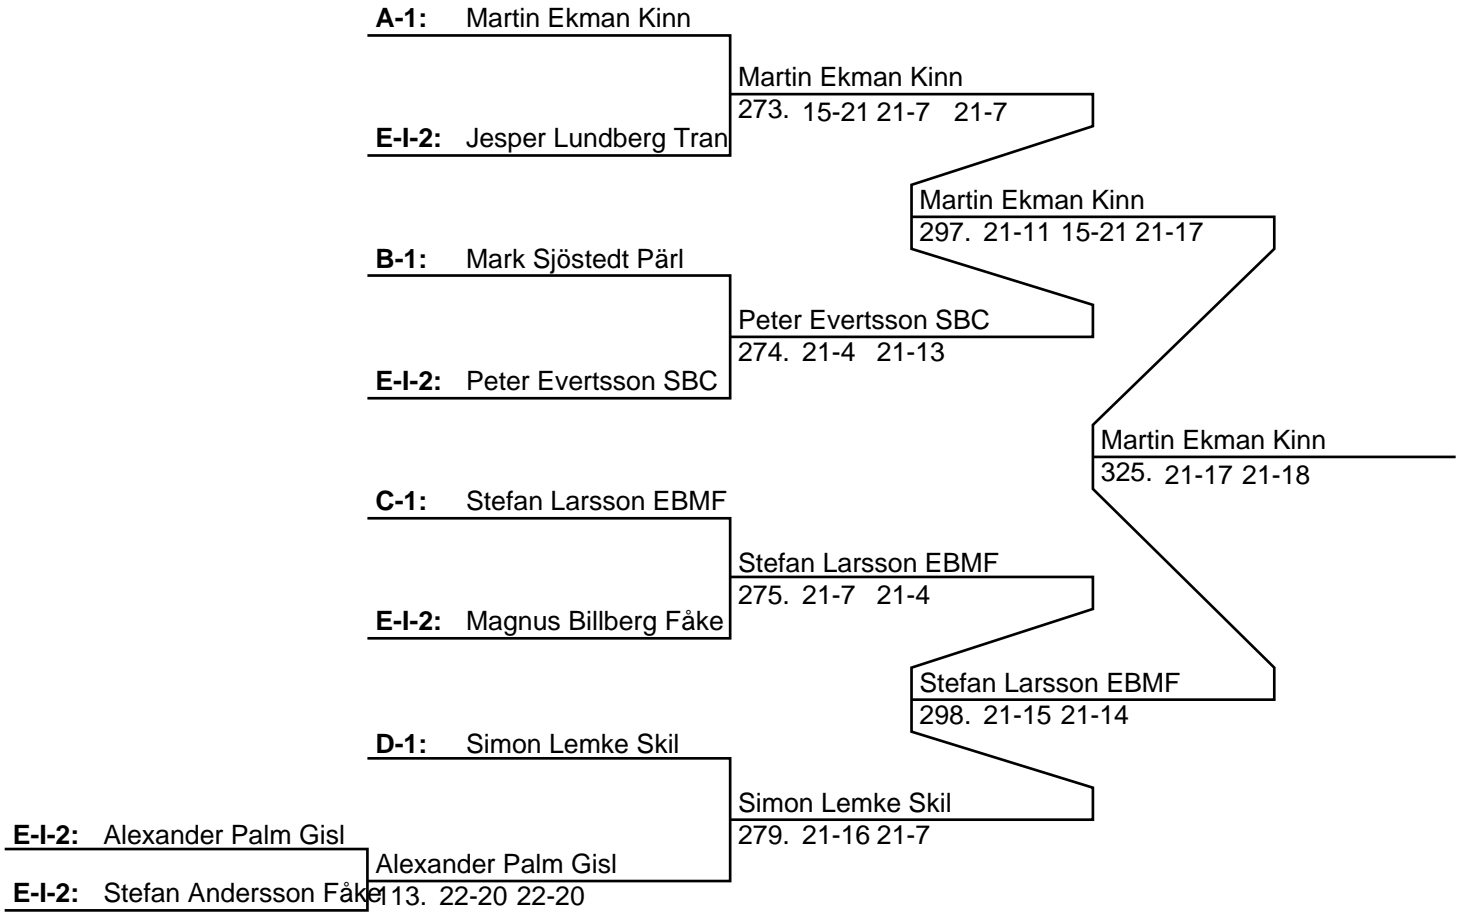 A-1: Martin Ekman Kinn
Martin Ekman Kinn
273. 15-21 21-7 21-7
E-I-2: Jesper Lundberg Tran
Martin Ekman Kinn
297. 21-11 15-21 21-17
B-1: Mark Sjöstedt Pärl
Peter Evertsson SBC
274. 21-4 21-13
E-I-2: Peter Evertsson SBC
Martin Ekman Kinn
325. 21-17 21-18
C-1: Stefan Larsson EBMF
Stefan Larsson EBMF
275. 21-7 21-4
E-I-2: Magnus Billberg Fåke
Stefan Larsson EBMF
298. 21-15 21-14
D-1: Simon Lemke Skil
Simon Lemke Skil
279. 21-16 21-7
E-I-2: Alexander Palm Gisl
Alexander Palm Gisl
E-I-2: Stefan Andersson Fåke
113. 22-20 22-20